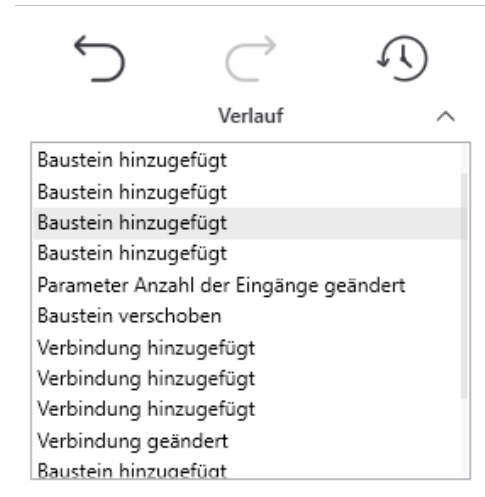 Verlauf
Baustein hinzugefügt
Baustein hinzugefügt
Baustein hinzugefügt
Baustein hinzugefügt
Parameter Anzahl der Eingänge geändert
Baustein verschoben
Verbindung hinzugefügt
Verbindung hinzugefügt
Verbindung hinzugefügt
Verbindung geändert
Baustein hinzugefügt